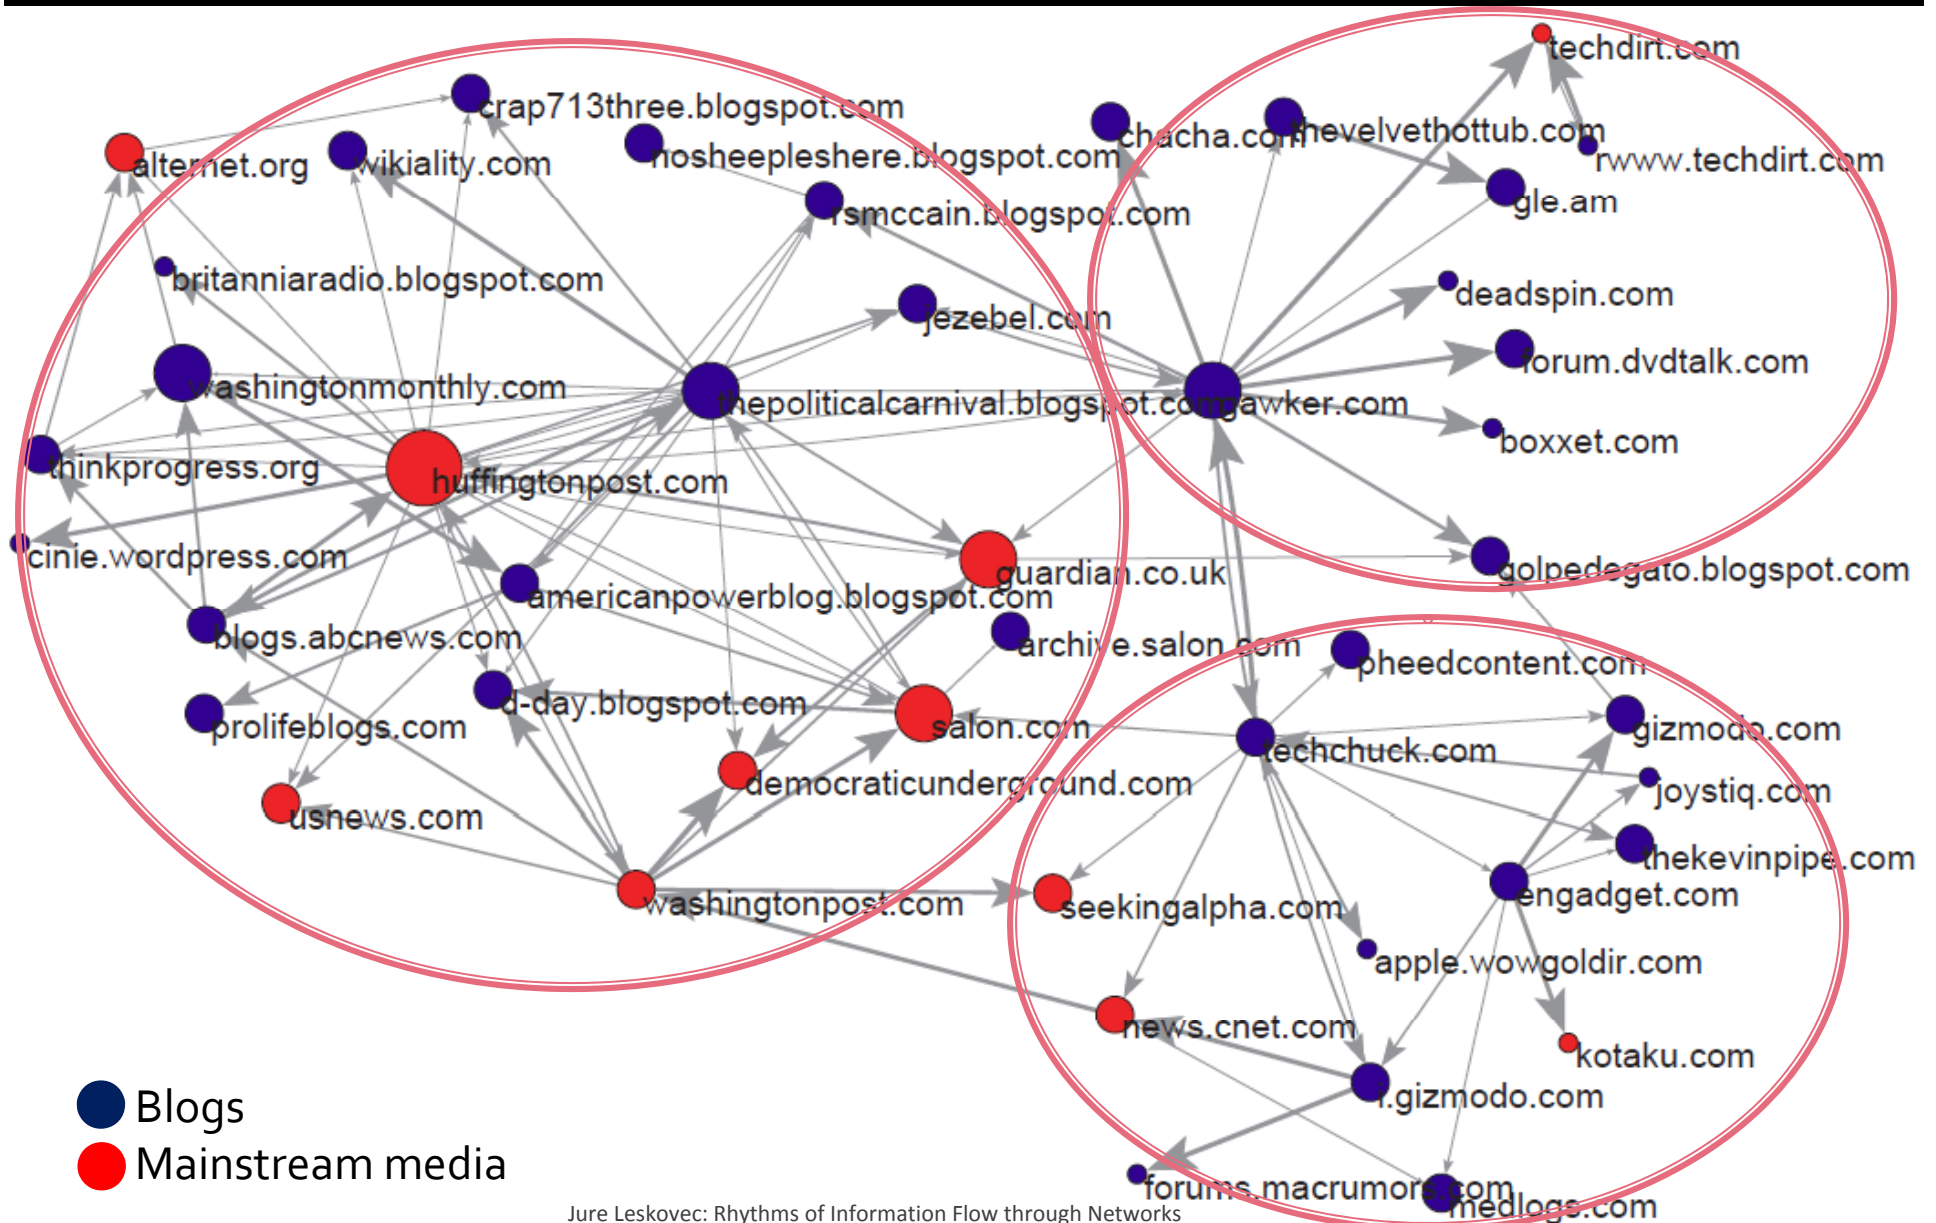 techdirt.com
crap713three.blogspot.com
chacha.com
thevelvethottub.com
alternet.org
wikiality.com
nosheepleshere.blogspot.com
rwww.techdirt.com
rsmccain.blogspot.com
gle.am
britanniaradio.blogspot.com
deadspin.com
jezebel.com
forum.dvdtalk.com
washingtonmonthly.com
thepoliticalcarnival.blogspot.com
gawker.com
boxxet.com
thinkprogress.org
huffingtonpost.com
cinie.wordpress.com
guardian.co.uk
golpedegato.blogspot.com
americanpowerblog.blogspot.com
blogs.abcnews.com
archive.salon.com
pheedcontent.com
d-day.blogspot.com
prolifeblogs.com
salon.com
gizmodo.com
techchuck.com
democraticunderground.com
joystiq.com
usnews.com
thekevinpipe.com
washingtonpost.com
seekingalpha.com
engadget.com
apple.wowgoldir.com
news.cnet.com
kotaku.com
i.gizmodo.com
Blogs
Mainstream media
forums.macrumors.com
medlogs.com
Jure Leskovec: Rhythms of Information Flow through Networks